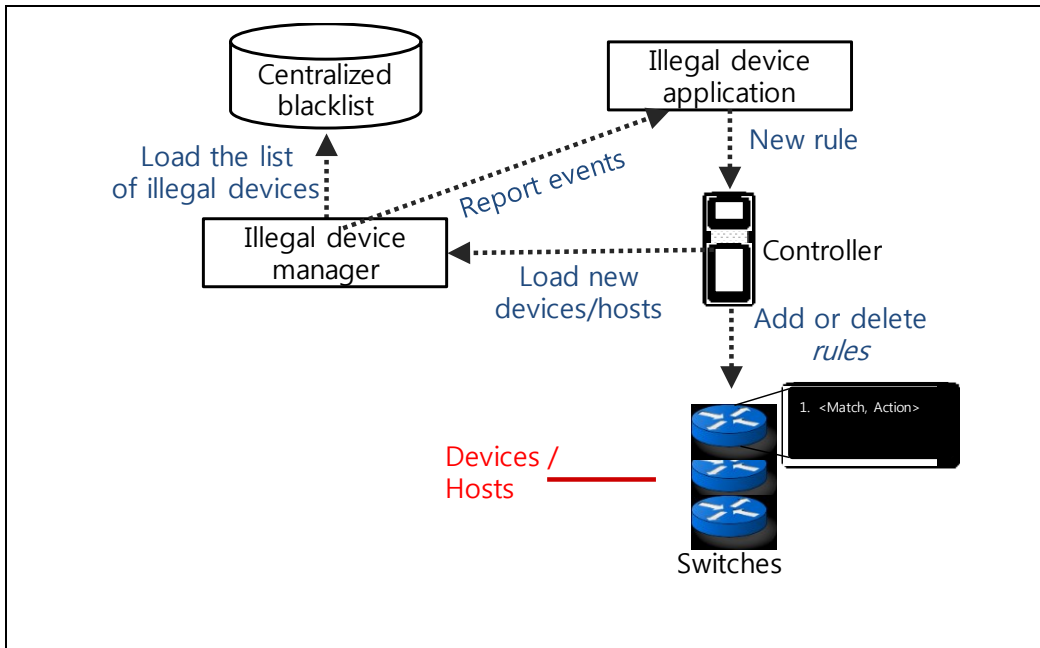 Centralized
blacklist
Illegal device
application
Load the list
of illegal devices
Report events
New rule
Illegal device
manager
Controller
Load new
devices/hosts
Add or delete
rules
1. <Match, Action>
Devices /
Hosts
Switches